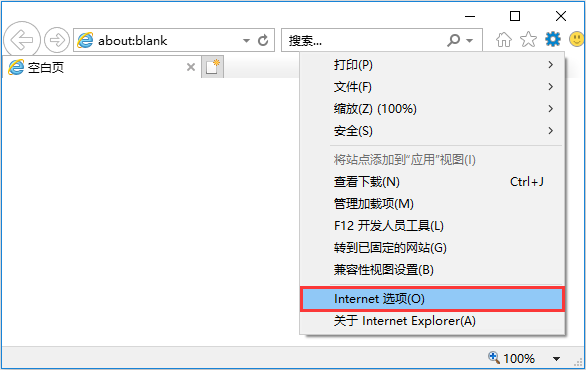 about:blank
搜索...
空白页
打印(P)
文件(F)
缩放(Z) (100%)
安全(S)
将站点添加到“应用”视图(I)
查看下载(N) Ctrl+J
管理加载项(M)
F12 开发人员工具(L)
转到已固定的网站(G)
兼容性视图设置(B)
Internet 选项(O)
关于 Internet Explorer(A)
100%